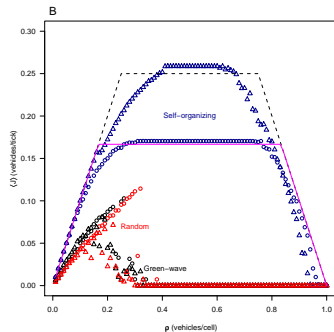 B
⟨J⟩ (vehicles/tick)
0.30
0.25
0.20
0.15
0.10
0.05
0.00
Self-organizing
Random
Green-wave
0.0
0.2
0.4
0.6
0.8
1.0
ρ (vehicles/cell)